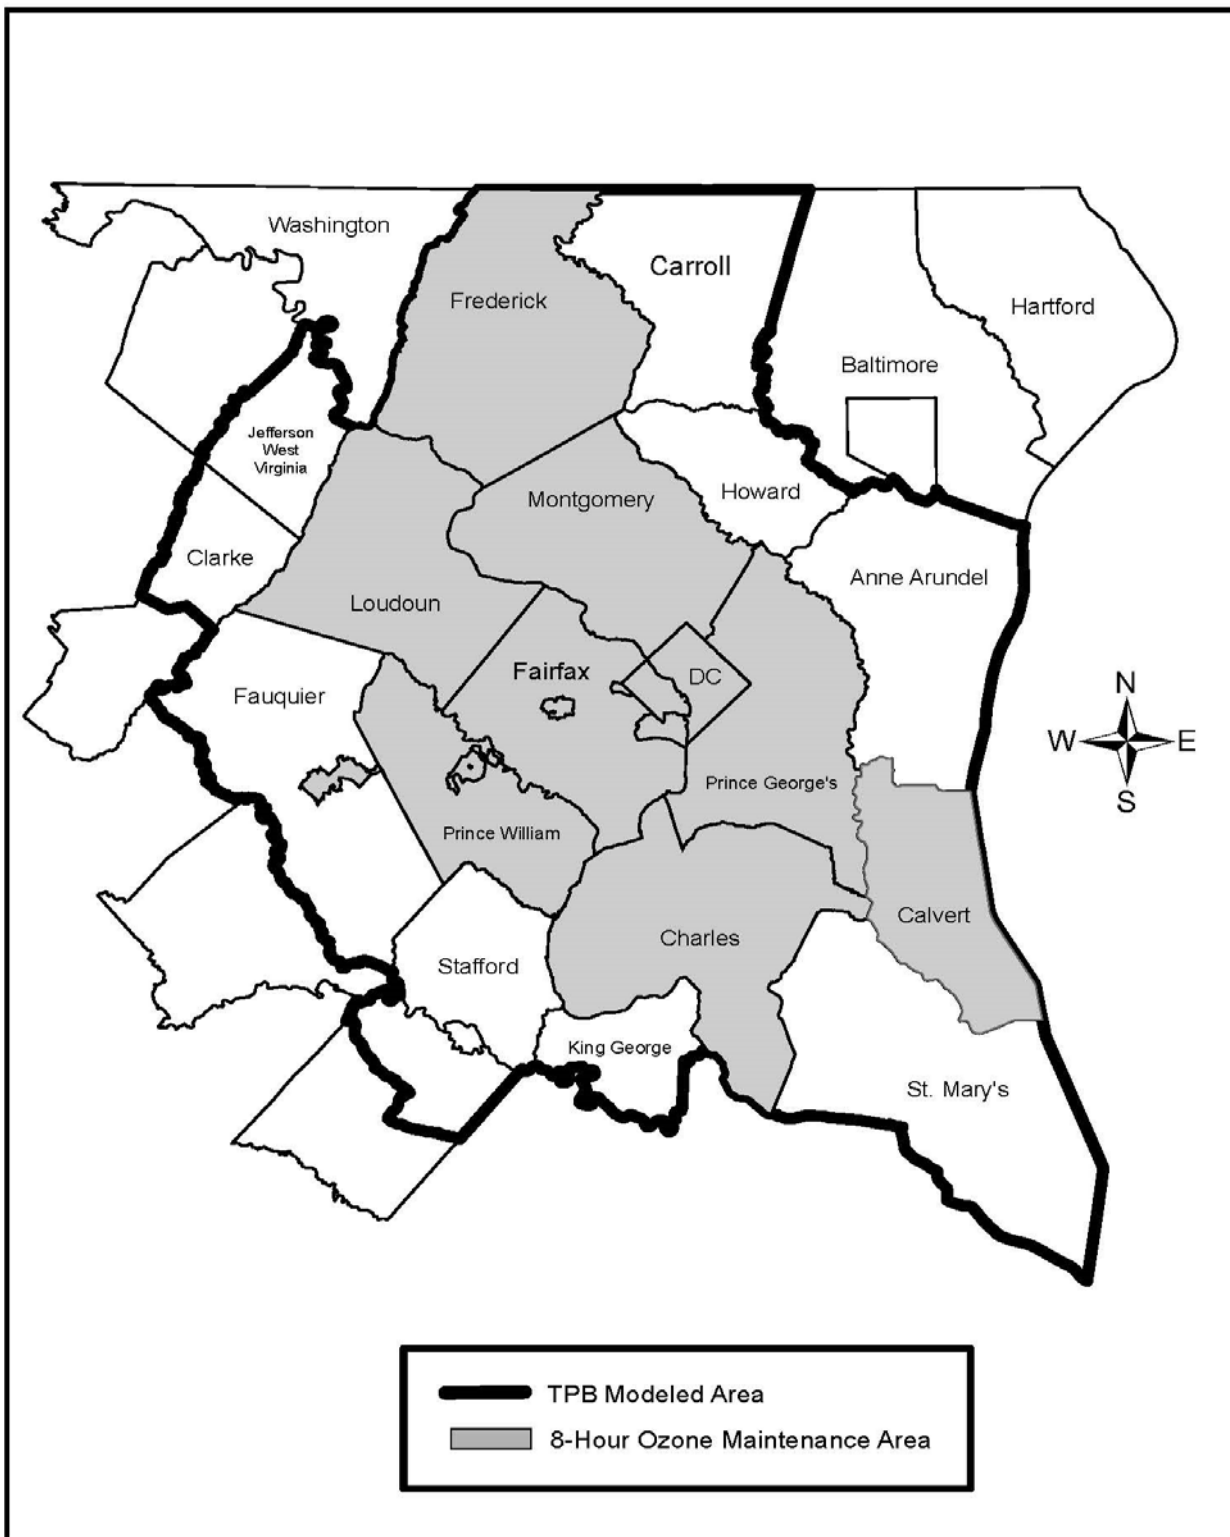 Washington
Carroll
Frederick
Hartford
Baltimore
Jefferson
West
Virginia
Montgomery
Howard
Clarke
Anne Arundel
Loudoun
Fairfax
DC
Fauquier
N
W
E
S
Prince George's
Prince William
Calvert
Charles
Stafford
King George
St. Mary's
TPB Modeled Area
8-Hour Ozone Maintenance Area